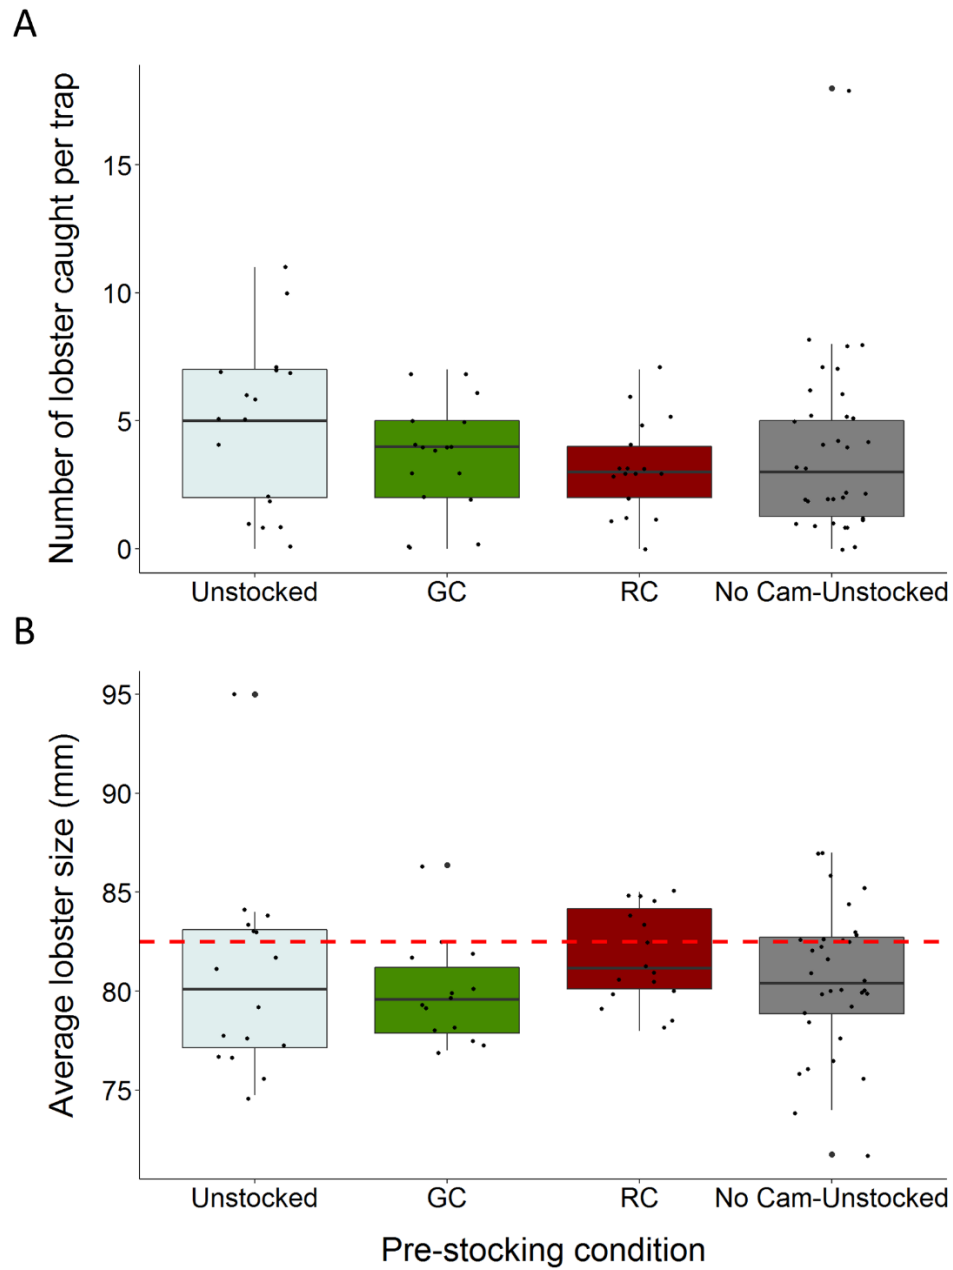 A
Number of lobster caught per trap
15
10
5
0
Unstocked GC RC No Cam-Unstocked
B
Average lobster size (mm)
95
90
85
80
75
Unstocked GC RC No Cam-Unstocked
Pre-stocking condition